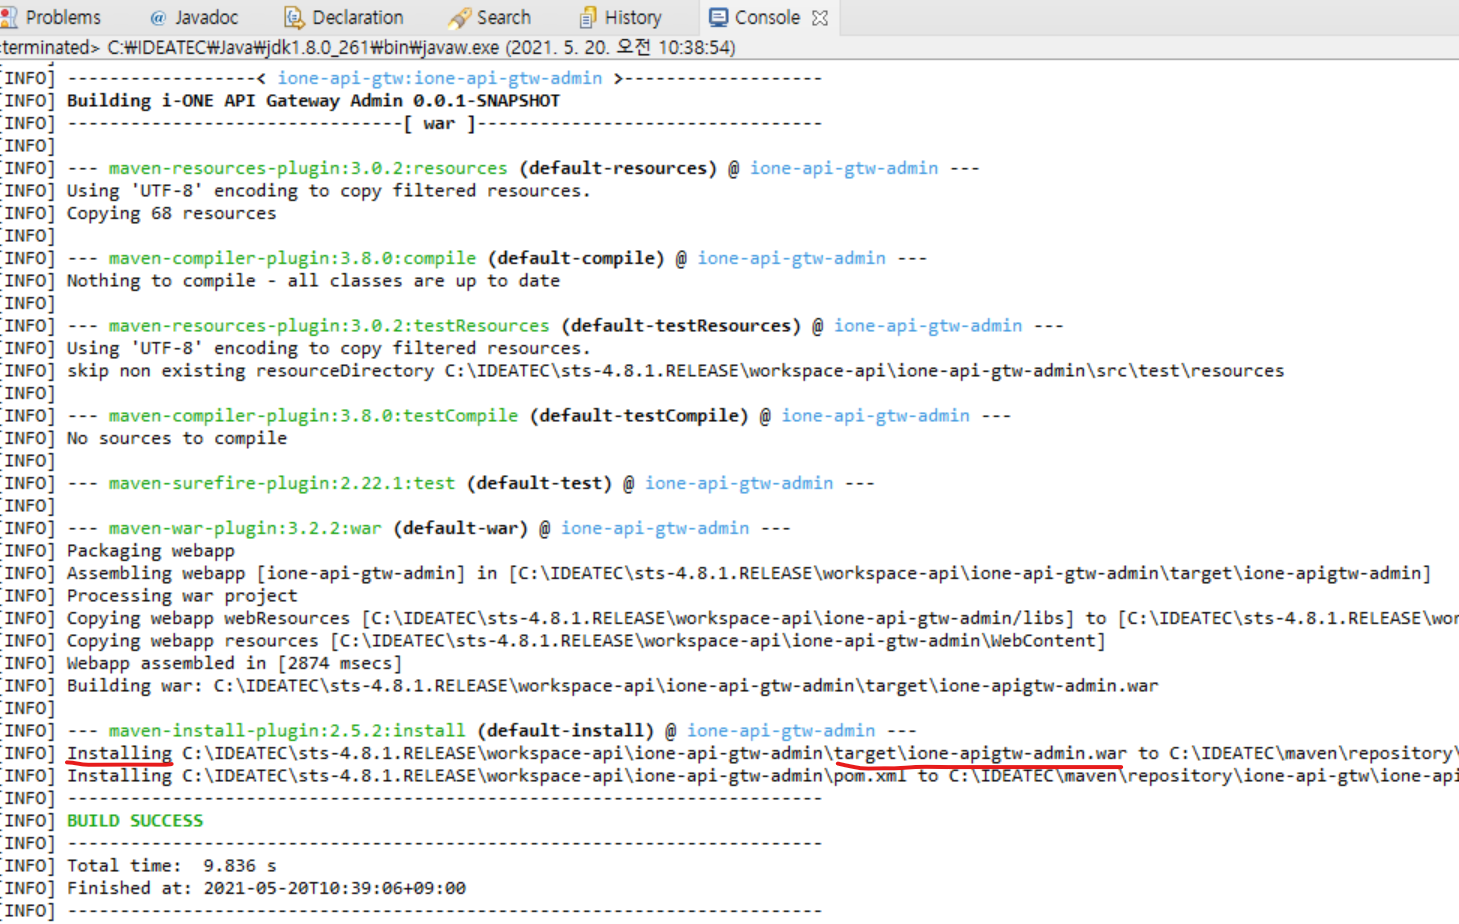 Problems @ Javadoc Declaration Search History Console
<terminated> C:₩IDEATEC₩Java₩jdk1.8.0_261₩bin₩javaw.exe (2021. 5. 20. 오전 10:38:54)
[INFO] ------------------< ione-api-gtw:ione-api-gtw-admin >-------------------
[INFO] Building i-ONE API Gateway Admin 0.0.1-SNAPSHOT
[INFO] --------------------------------[ war ]---------------------------------
[INFO]
[INFO] --- maven-resources-plugin:3.0.2:resources (default-resources) @ ione-api-gtw-admin ---
[INFO] Using 'UTF-8' encoding to copy filtered resources.
[INFO] Copying 68 resources
[INFO]
[INFO] --- maven-compiler-plugin:3.8.0:compile (default-compile) @ ione-api-gtw-admin ---
[INFO] Nothing to compile - all classes are up to date
[INFO]
[INFO] --- maven-resources-plugin:3.0.2:testResources (default-testResources) @ ione-api-gtw-admin ---
[INFO] Using 'UTF-8' encoding to copy filtered resources.
[INFO] skip non existing resourceDirectory C:\IDEATEC\sts-4.8.1.RELEASE\workspace-api\ione-api-gtw-admin\src\test\resources
[INFO]
[INFO] --- maven-compiler-plugin:3.8.0:testCompile (default-testCompile) @ ione-api-gtw-admin ---
[INFO] No sources to compile
[INFO]
[INFO] --- maven-surefire-plugin:2.22.1:test (default-test) @ ione-api-gtw-admin ---
[INFO]
[INFO] --- maven-war-plugin:3.2.2:war (default-war) @ ione-api-gtw-admin ---
[INFO] Packaging webapp
[INFO] Assembling webapp [ione-api-gtw-admin] in [C:\IDEATEC\sts-4.8.1.RELEASE\workspace-api\ione-api-gtw-admin\target\ione-apigtw-admin]
[INFO] Processing war project
[INFO] Copying webapp webResources [C:\IDEATEC\sts-4.8.1.RELEASE\workspace-api\ione-api-gtw-admin/libs] to [C:\IDEATEC\sts-4.8.1.RELEASE\wor
[INFO] Copying webapp resources [C:\IDEATEC\sts-4.8.1.RELEASE\workspace-api\ione-api-gtw-admin\WebContent]
[INFO] Webapp assembled in [2874 msecs]
[INFO] Building war: C:\IDEATEC\sts-4.8.1.RELEASE\workspace-api\ione-api-gtw-admin\target\ione-apigtw-admin.war
[INFO]
[INFO] --- maven-install-plugin:2.5.2:install (default-install) @ ione-api-gtw-admin ---
[INFO] Installing C:\IDEATEC\sts-4.8.1.RELEASE\workspace-api\ione-api-gtw-admin\target\ione-apigtw-admin.war to C:\IDEATEC\maven\repository\
[INFO] Installing C:\IDEATEC\sts-4.8.1.RELEASE\workspace-api\ione-api-gtw-admin\pom.xml to C:\IDEATEC\maven\repository\ione-api-gtw\ione-api
[INFO] ------------------------------------------------------------------------
[INFO] BUILD SUCCESS
[INFO] ------------------------------------------------------------------------
[INFO] Total time:  9.836 s
[INFO] Finished at: 2021-05-20T10:39:06+09:00
[INFO] ------------------------------------------------------------------------